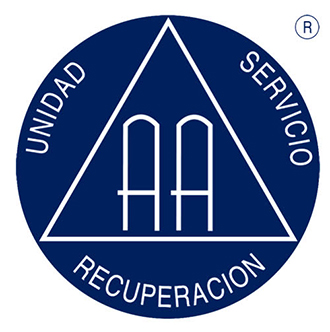 ®
UNIDAD
SERVICIO
AA
RECUPERACION